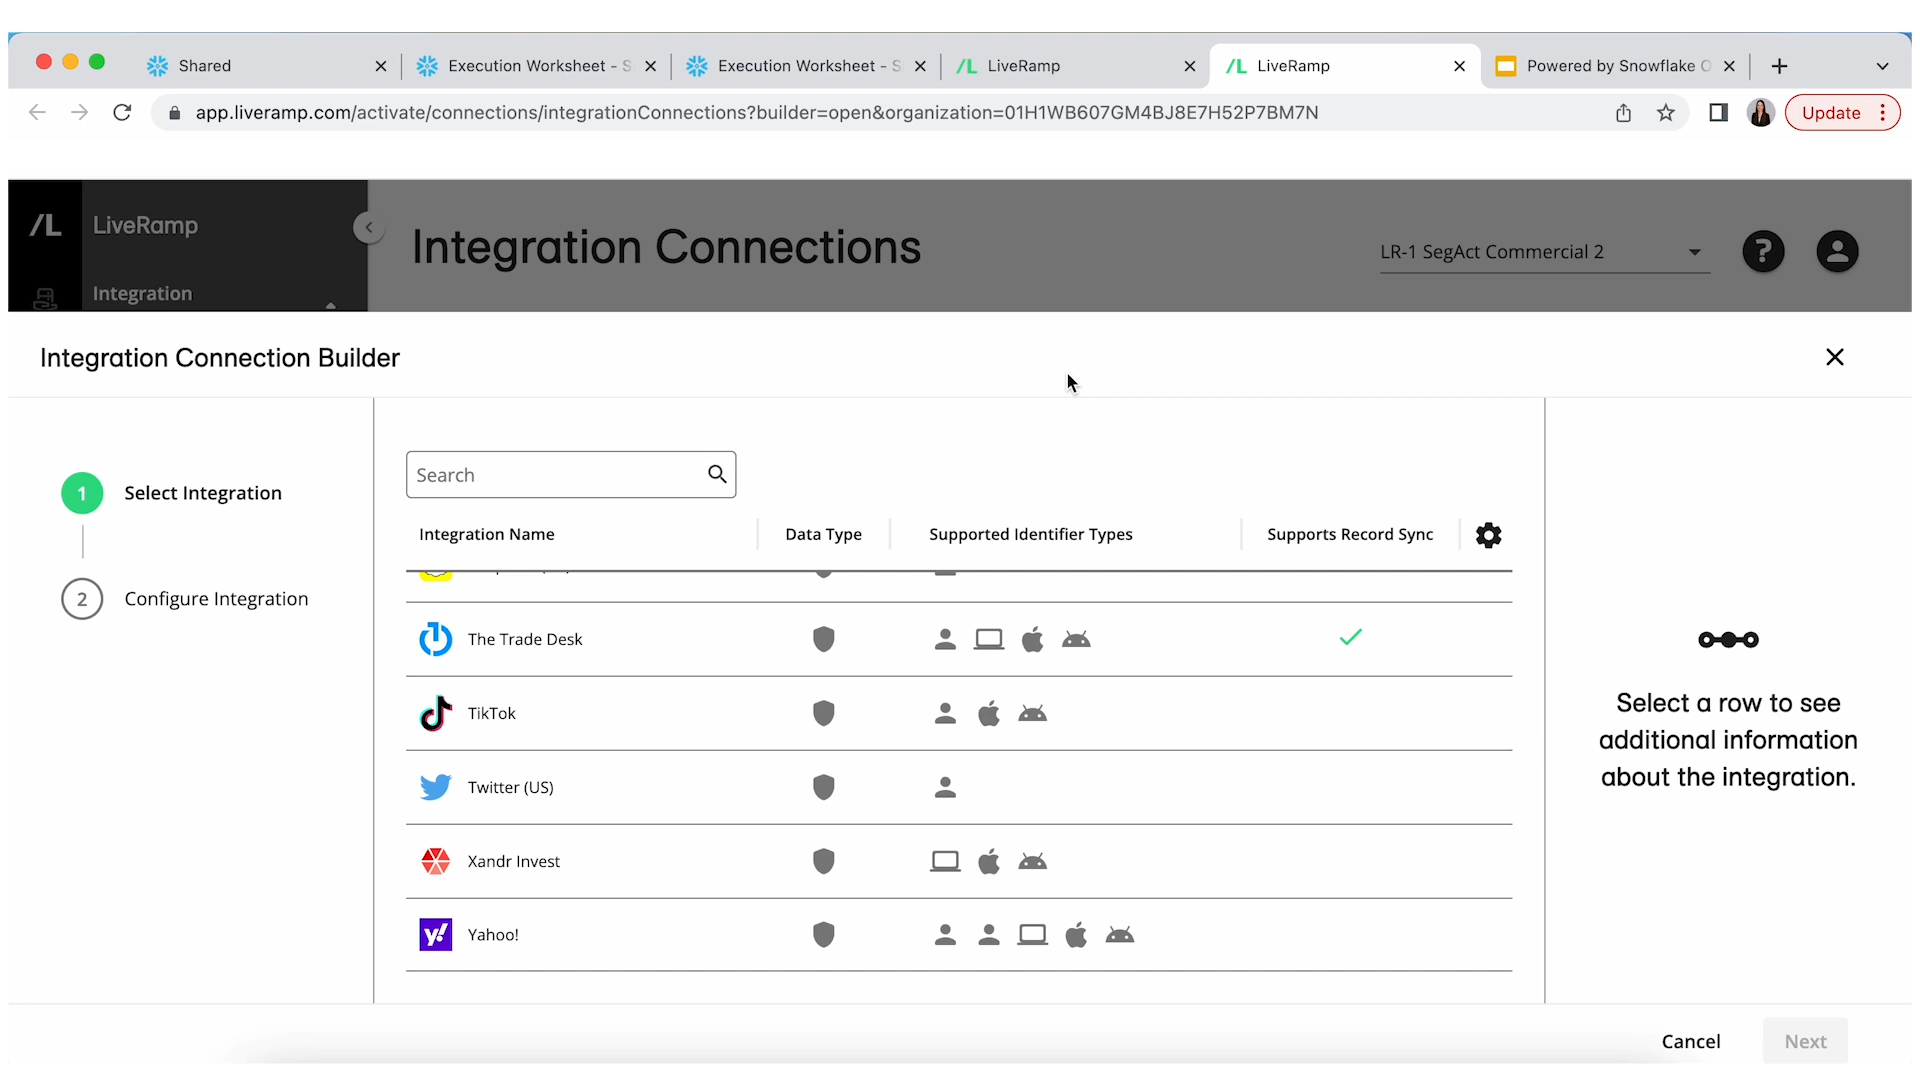 Shared
Execution Worksheet - S
Execution Worksheet - S
LiveRamp
LiveRamp
Powered by Snowflake O
app.liveramp.com/activate/connections/integrationConnections?builder=open&organization=01H1WB607GM4BJ8E7H52P7BM7N
Update
/L LiveRamp
Integration
Integration Connections
LR-1 SegAct Commercial 2
?
Integration Connection Builder
1 Select Integration
2 Configure Integration
Search
Integration Name Data Type Supported Identifier Types Supports Record Sync
The Trade Desk
TikTok
Twitter (US)
Xandr Invest
y! Yahoo!
Select a row to see
additional information
about the integration.
Cancel Next